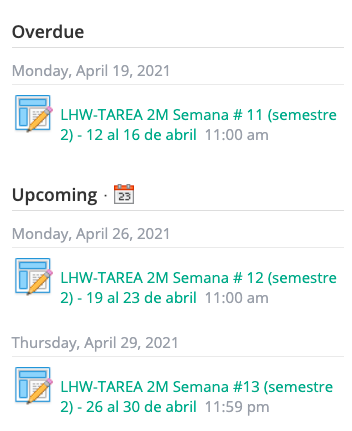 Overdue
Monday, April 19, 2021
LHW-TAREA 2M Semana # 11 (semestre
2) - 12 al 16 de abril 11:00 am
Upcoming · 23
Monday, April 26, 2021
LHW-TAREA 2M Semana # 12 (semestre
2) - 19 al 23 de abril 11:00 am
Thursday, April 29, 2021
LHW-TAREA 2M Semana #13 (semestre
2) - 26 al 30 de abril 11:59 pm